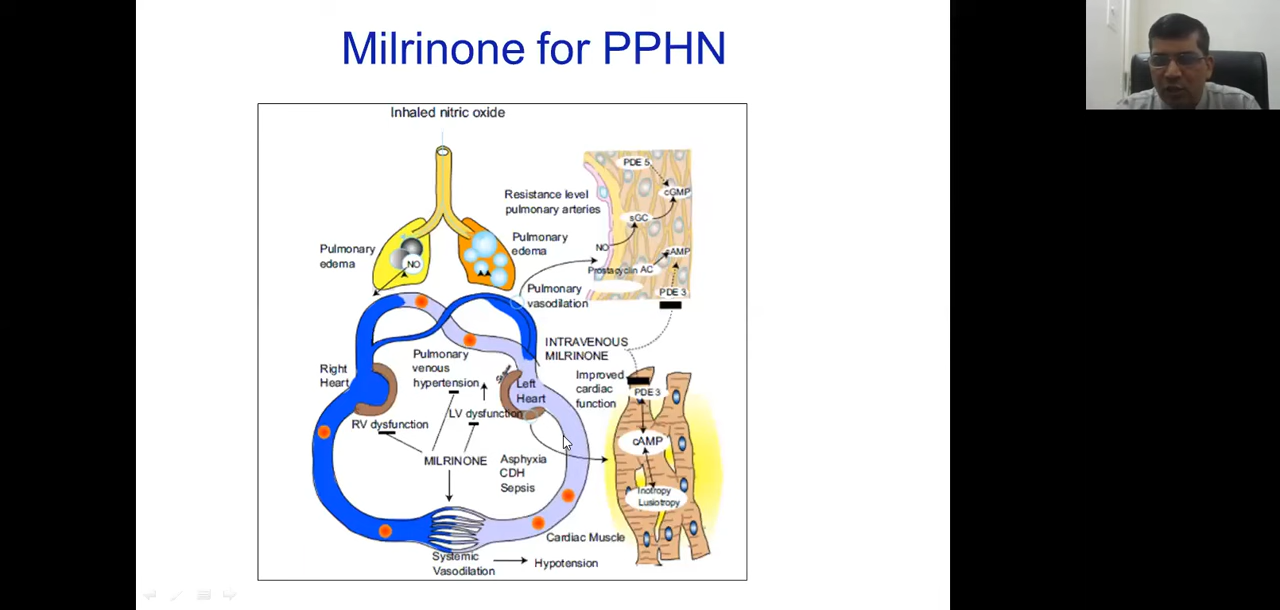 Milrinone for PPHN
Inhaled nitric oxide
PDE 5
cGMP
Resistance level
pulmonary arteries
sGC
Pulmonary
edema
NO
Pulmonary
edema
NO
cAMP
Prostacyclin AC
PDE 3
Pulmonary
vasodilation
INTRAVENOUS
MILRINONE
Pulmonary
venous
hypertension
Right
Heart
Left
Heart
Improved
cardiac
function
PDE 3
LV dysfunction
RV dysfunction
cAMP
MILRINONE
Asphyxia
CDH
Sepsis
Inotropy
Lusiotropy
Cardiac Muscle
Systemic
Vasodilation
Hypotension